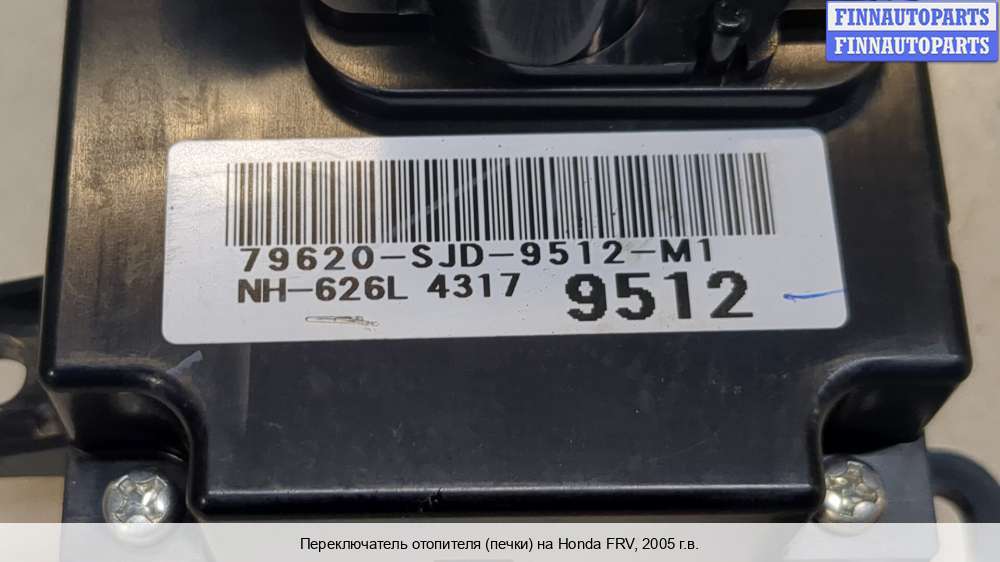 FINNAUTOPARTS
FINNAUTOPARTS
79620-SJD-9512-M1
NH-626L 4317 9512
Переключатель отопителя (печки) на Honda FRV, 2005 г.в.